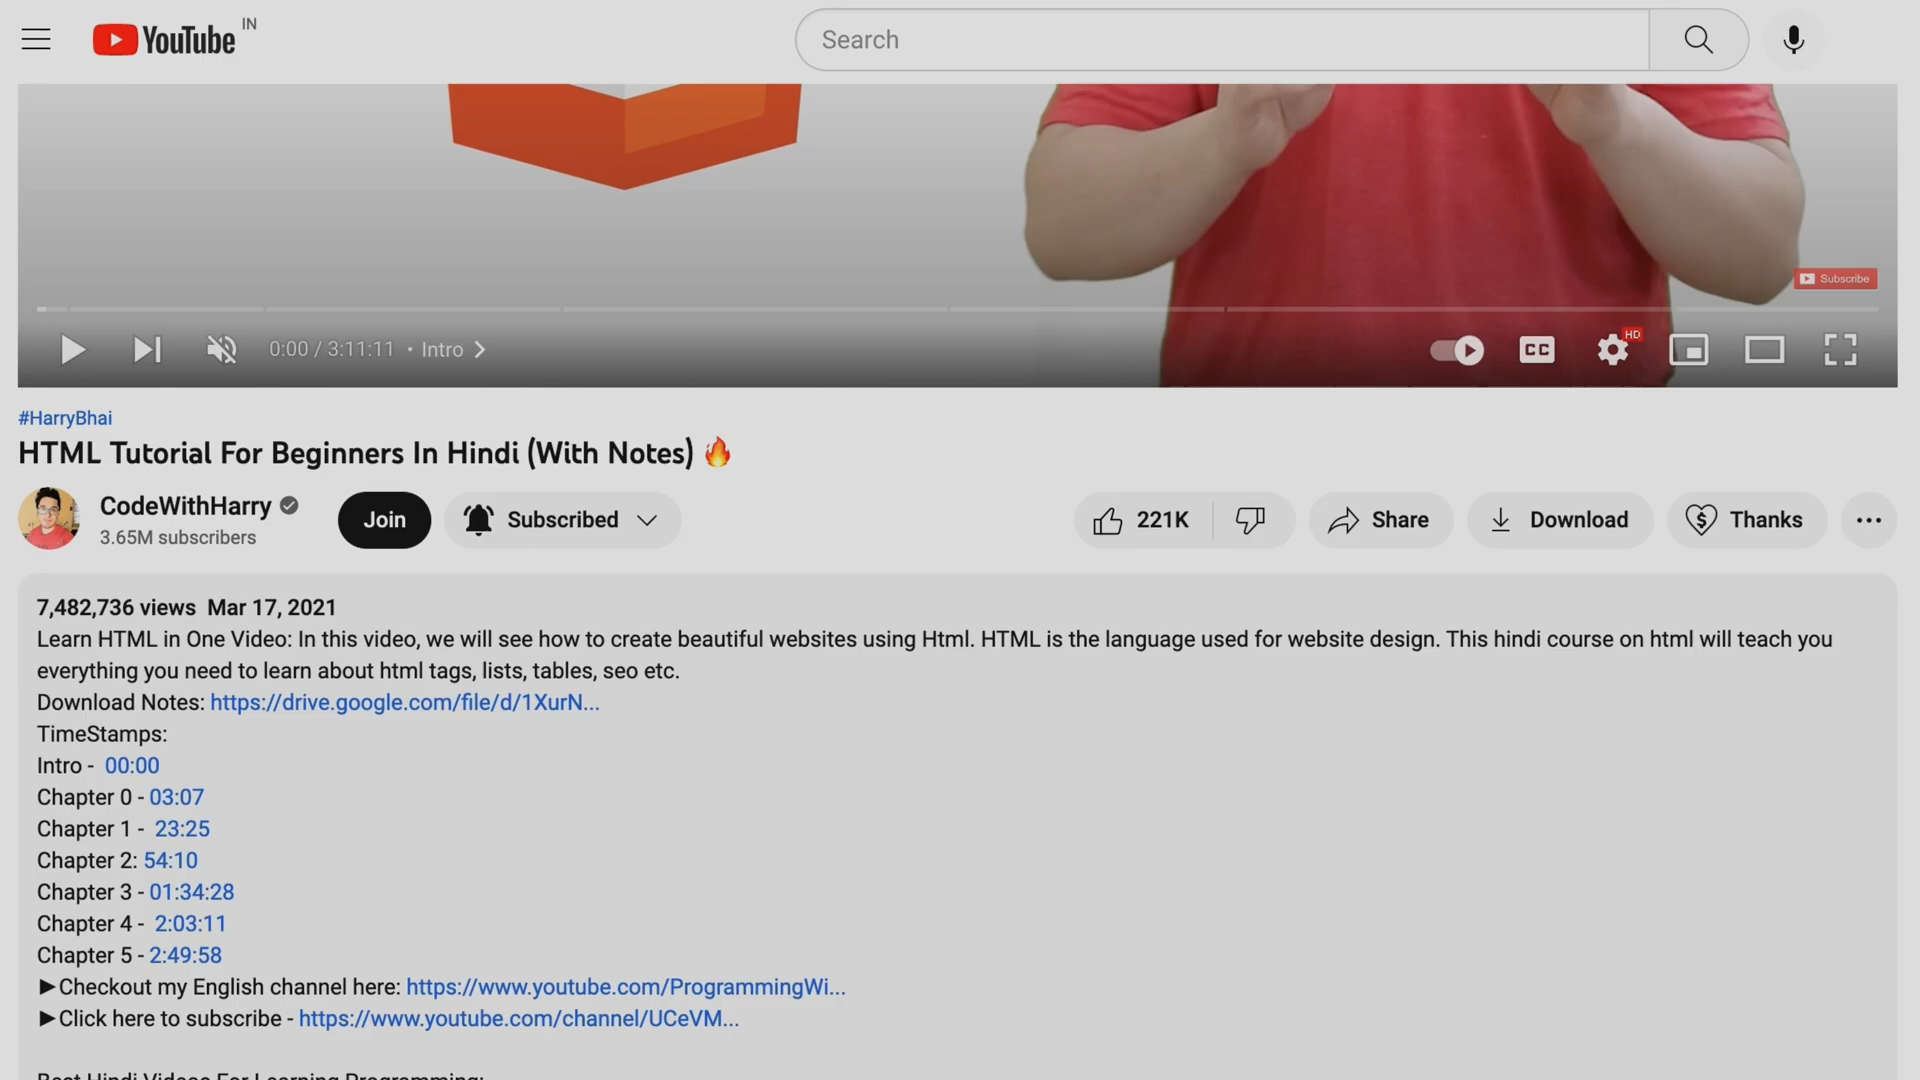 YouTube IN
Search
Subscribe
0:00 / 3:11:11 • Intro
CC
HD
#HarryBhai
HTML Tutorial For Beginners In Hindi (With Notes) 🔥
CodeWithHarry
3.65M subscribers
Join
Subscribed
221K
Share
Download
Thanks
7,482,736 views Mar 17, 2021
Learn HTML in One Video: In this video, we will see how to create beautiful websites using Html. HTML is the language used for website design. This hindi course on html will teach you
everything you need to learn about html tags, lists, tables, seo etc.
Download Notes: https://drive.google.com/file/d/1XurN...
TimeStamps:
Intro - 00:00
Chapter 0 - 03:07
Chapter 1 - 23:25
Chapter 2: 54:10
Chapter 3 - 01:34:28
Chapter 4 - 2:03:11
Chapter 5 - 2:49:58
►Checkout my English channel here: https://www.youtube.com/ProgrammingWi...
►Click here to subscribe - https://www.youtube.com/channel/UCeVM...
Best Hindi Videos For Learning Programming: